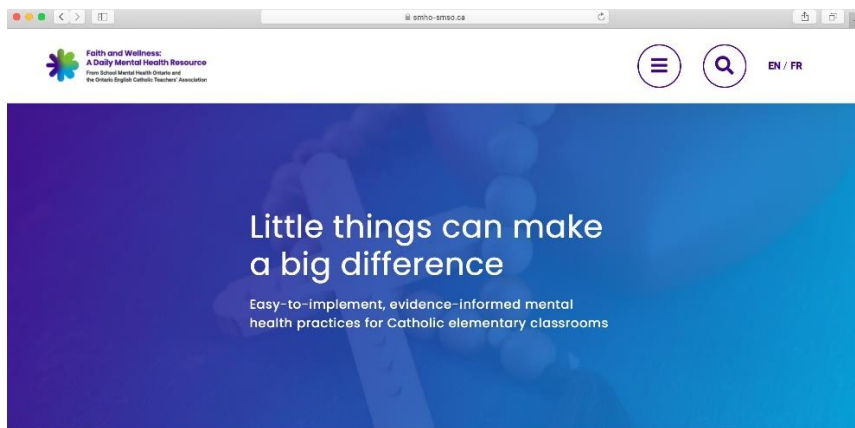 smho-smso.ca
Faith and Wellness:
A Daily Mental Health Resource
From School Mental Health Ontario and
the Ontario English Catholic Teachers' Association
EN / FR
Little things can make
a big difference
Easy-to-implement, evidence-informed mental
health practices for Catholic elementary classrooms